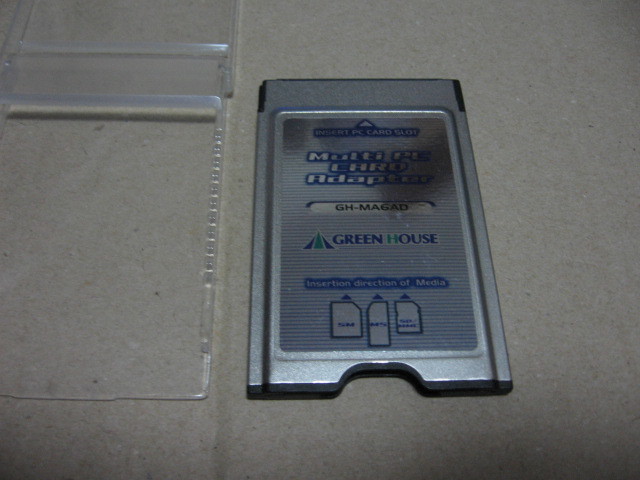 INSERT PC CARD SLOT
Multi PC
CARD
Adapter
GH-MA6AD
GREEN HOUSE
Insertion direction of Media